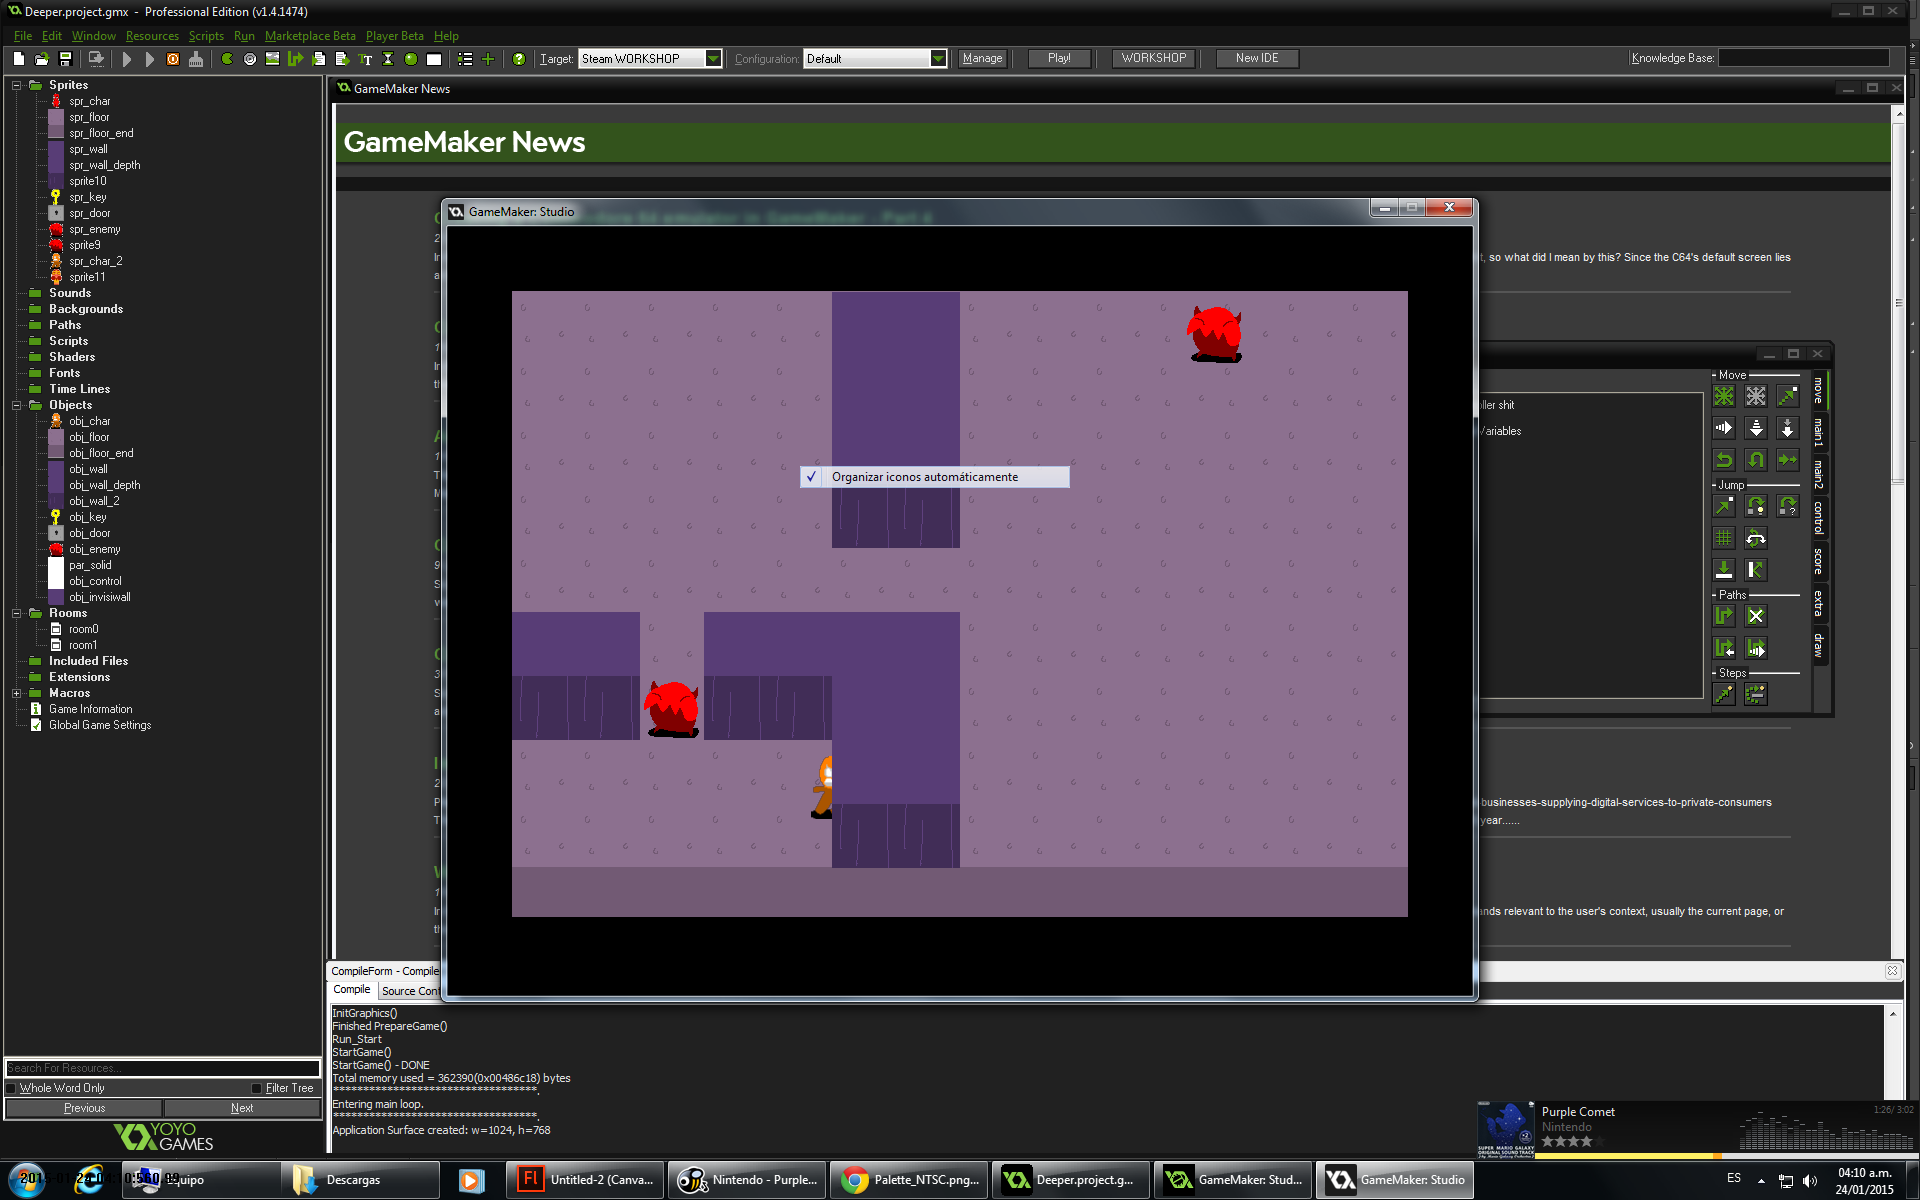 Deeper.project.gmx - Professional Edition (v1.4.1474)
File Edit Window Resources Scripts Run Marketplace Beta Player Beta Help
Target: Steam WORKSHOP Configuration: Default Manage Play! WORKSHOP New IDE Knowledge Base:
Sprites
spr_char
spr_floor
spr_floor_end
spr_wall
spr_wall_depth
sprite10
spr_key
spr_door
spr_enemy
sprite9
spr_char_2
sprite11
Sounds
Backgrounds
Paths
Scripts
Shaders
Fonts
Time Lines
Objects
obj_char
obj_floor
obj_floor_end
obj_wall
obj_wall_depth
obj_wall_2
obj_key
obj_door
obj_enemy
par_solid
obj_control
obj_invisiwall
Rooms
room0
room1
Included Files
Extensions
Macros
Game Information
Global Game Settings
Search For Resources...
Whole Word Only Filter Tree
Previous Next
YOYO
GAMES
GameMaker News
GameMaker News
GameMaker: Studio
, so what did I mean by this? Since the C64's default screen lies
Organizar iconos automáticamente
ller shit
Variables
Move
Jump
Paths
Steps
move
main1
main2
control
score
extra
draw
businesses-supplying-digital-services-to-private-consumers
year......
ands relevant to the user's context, usually the current page, or
CompileForm - Compile
Compile Source Cont
InitGraphics()
Finished PrepareGame()
Run_Start
StartGame()
StartGame() - DONE
Total memory used = 362390(0x00486c18) bytes
**********************************.
Entering main loop.
**********************************.
Application Surface created: w=1024, h=768
Purple Comet 1:26/ 3:02
Nintendo
SUPER MARIO GALAXY
ORIGINAL SOUND TRACK
Equipo
Descargas
Untitled-2 (Canva...
Nintendo - Purple...
Palette_NTSC.png...
Deeper.project.g...
GameMaker: Stud...
GameMaker: Studio
ES
04:10 a.m.
24/01/2015